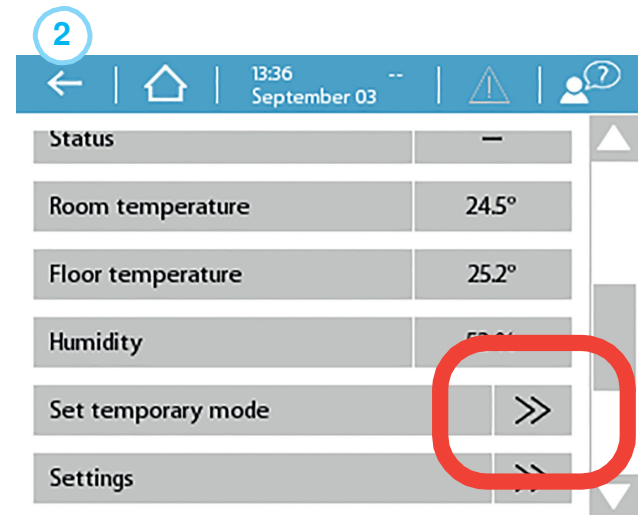 2
13:36 --
September 03
?
Status –
Room temperature 24.5°
Floor temperature 25.2°
Humidity
Set temporary mode >>
Settings >>